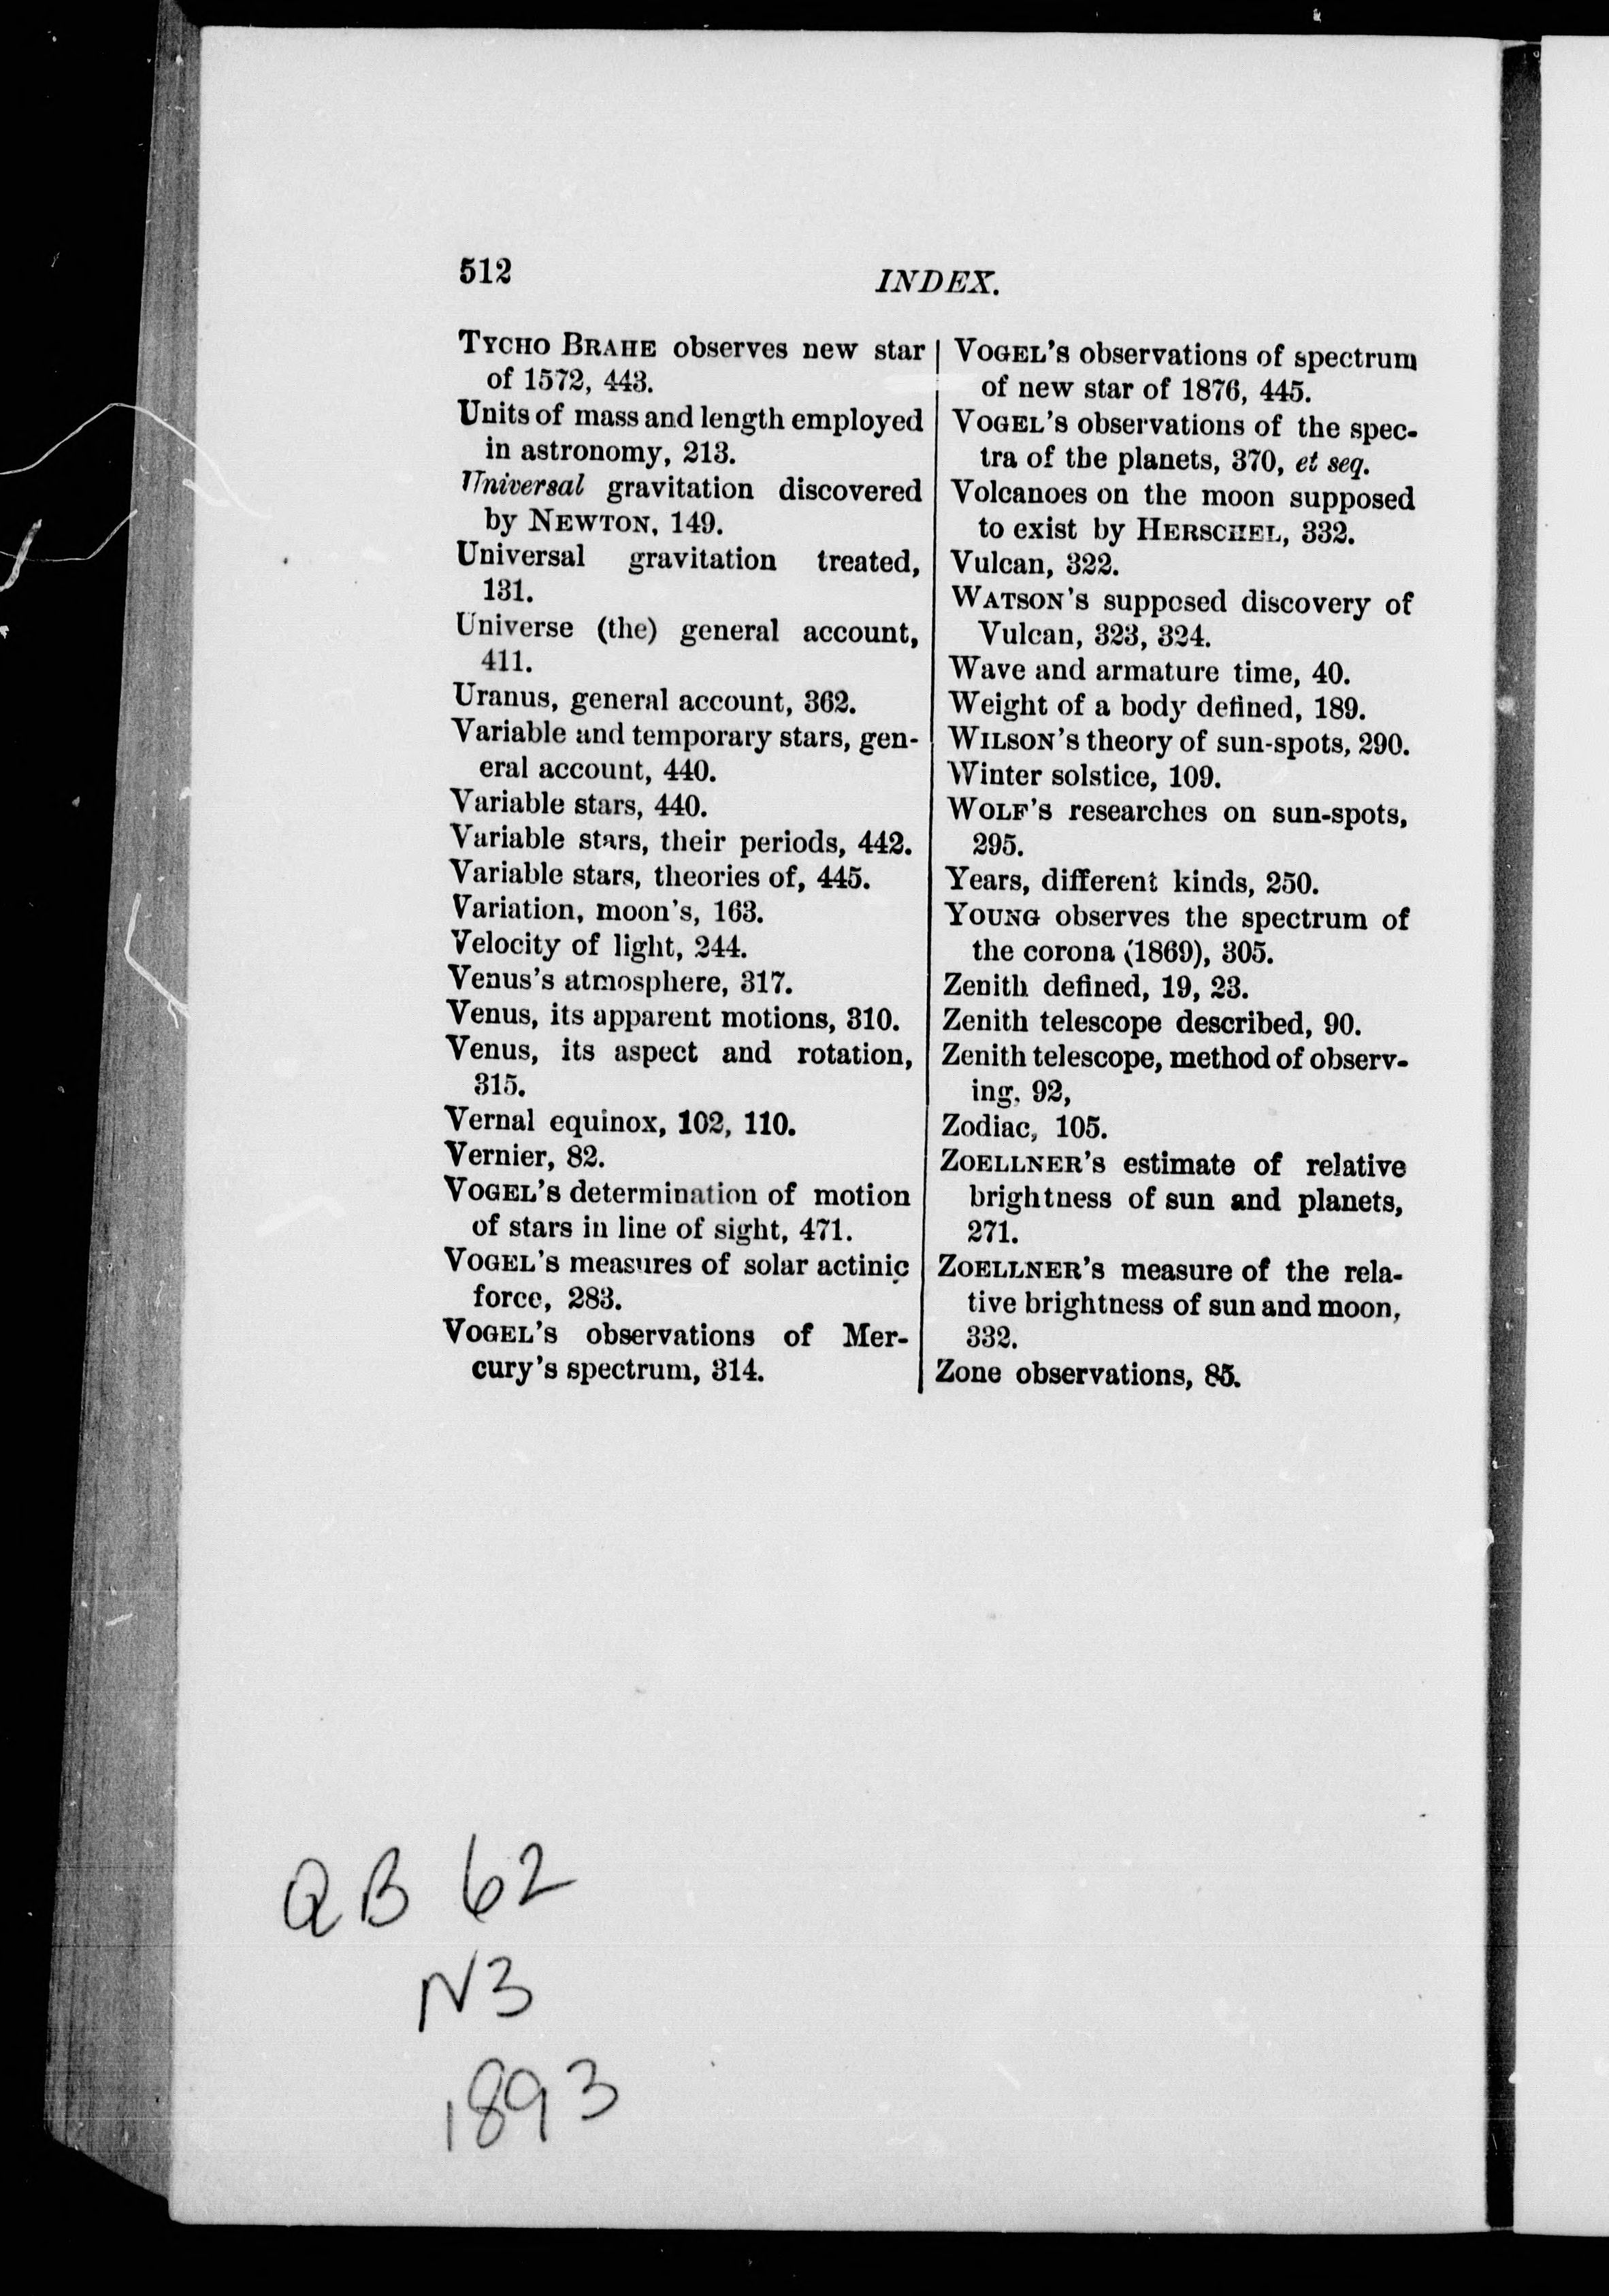 512
INDEX.
TYCHO BRAHE observes new star
of 1572, 443.
Units of mass and length employed
in astronomy, 213.
Universal gravitation discovered
by NEWTON, 149.
Universal gravitation treated,
131.
Universe (the) general account,
411.
Uranus, general account, 362.
Variable and temporary stars, gen-
eral account, 440.
Variable stars, 440.
Variable stars, their periods, 442.
Variable stars, theories of, 445.
Variation, moon's, 163.
Velocity of light, 244.
Venus's atmosphere, 317.
Venus, its apparent motions, 310.
Venus, its aspect and rotation,
315.
Vernal equinox, 102, 110.
Vernier, 82.
VOGEL'S determination of motion
of stars in line of sight, 471.
VOGEL'S measures of solar actinic
force, 283.
VOGEL'S observations of Mer-
cury's spectrum, 314.
VOGEL'S observations of spectrum
of new star of 1876, 445.
VOGEL'S observations of the spec-
tra of the planets, 370, et seq.
Volcanoes on the moon supposed
to exist by HERSCHEL, 332.
Vulcan, 322.
WATSON'S supposed discovery of
Vulcan, 323, 324.
Wave and armature time, 40.
Weight of a body defined, 189.
WILSON'S theory of sun-spots, 290.
Winter solstice, 109.
WOLF'S researches on sun-spots,
295.
Years, different kinds, 250.
YOUNG observes the spectrum of
the corona (1869), 305.
Zenith defined, 19, 23.
Zenith telescope described, 90.
Zenith telescope, method of observ-
ing, 92,
Zodiac, 105.
ZOELLNER'S estimate of relative
brightness of sun and planets,
271.
ZOELLNER'S measure of the rela-
tive brightness of sun and moon,
332.
Zone observations, 85.
QB 62
N3
1893